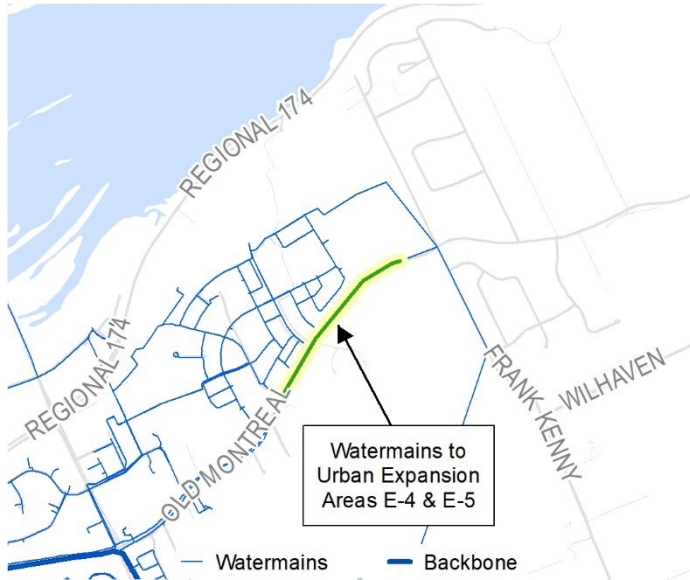 REGIONAL 174
REGIONAL 174
OLD MONTREAL
FRANK KENNY
WILHAVEN
Watermains to
Urban Expansion
Areas E-4 & E-5
Watermains
Backbone